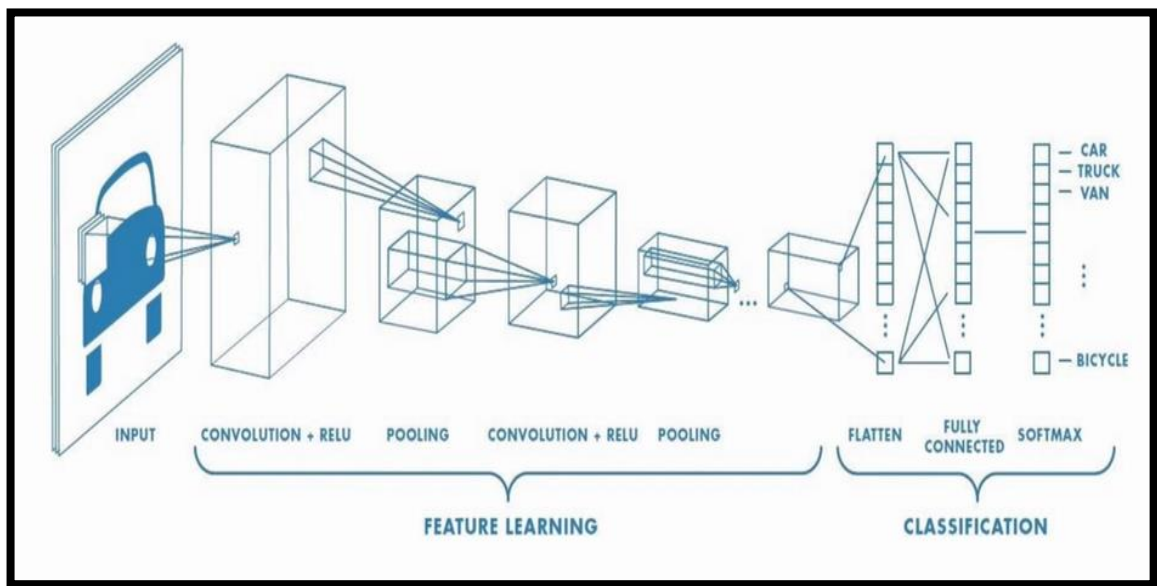 CAR
TRUCK
VAN
BICYCLE
INPUT
CONVOLUTION + RELU
POOLING
CONVOLUTION + RELU
POOLING
FLATTEN
FULLY
CONNECTED
SOFTMAX
FEATURE LEARNING
CLASSIFICATION